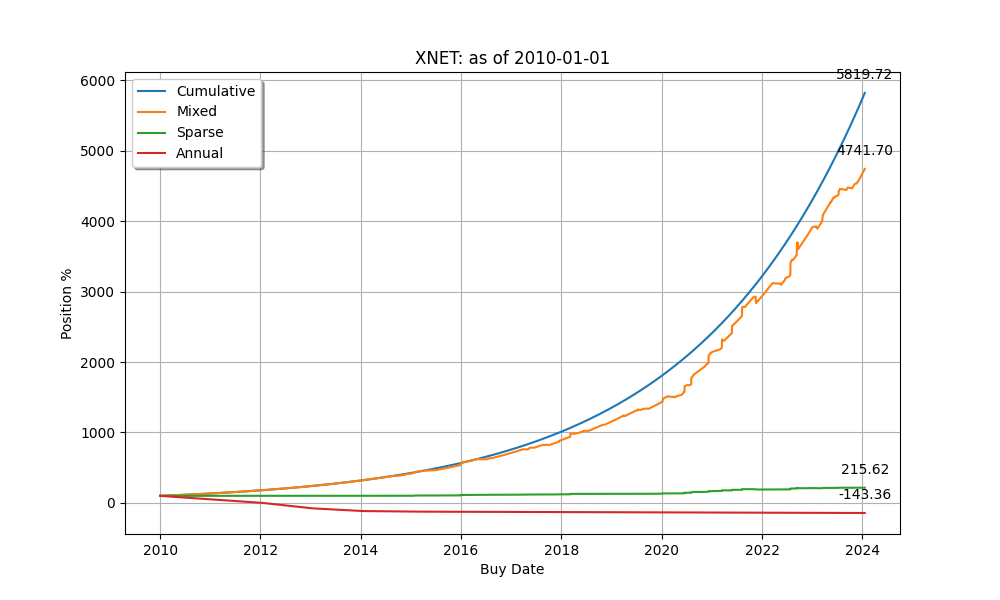 XNET: as of 2010-01-01
Cumulative
Mixed
Sparse
Annual
5819.72
4741.70
215.62
-143.36
Position %
6000
5000
4000
3000
2000
1000
0
2010 2012 2014 2016 2018 2020 2022 2024
Buy Date